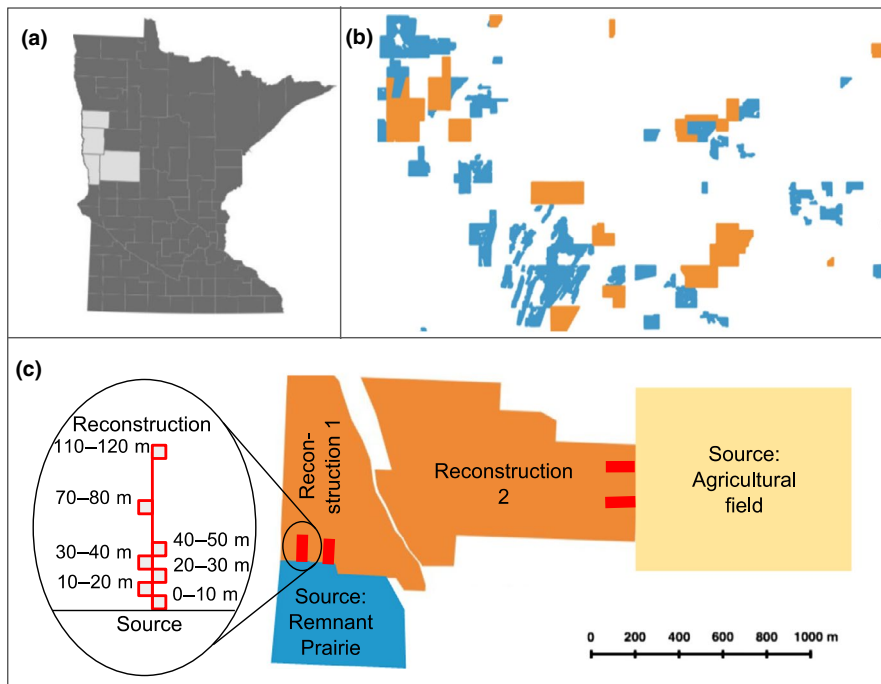 (a)
(b)
(c)
Reconstruction
110–120 m
70–80 m
40–50 m
30–40 m
20–30 m
10–20 m
0–10 m
Source
Recon-
struction 1
Reconstruction
2
Source:
Agricultural
field
Source:
Remnant
Prairie
0 200 400 600 800 1000 m